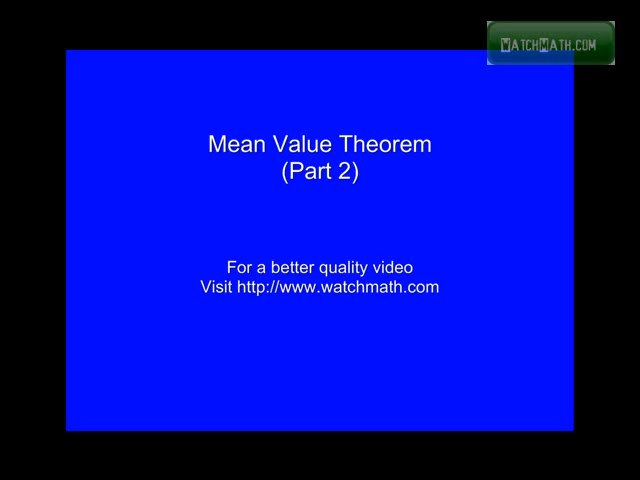 WATCHMATH.COM
Mean Value Theorem
(Part 2)
For a better quality video
Visit http://www.watchmath.com